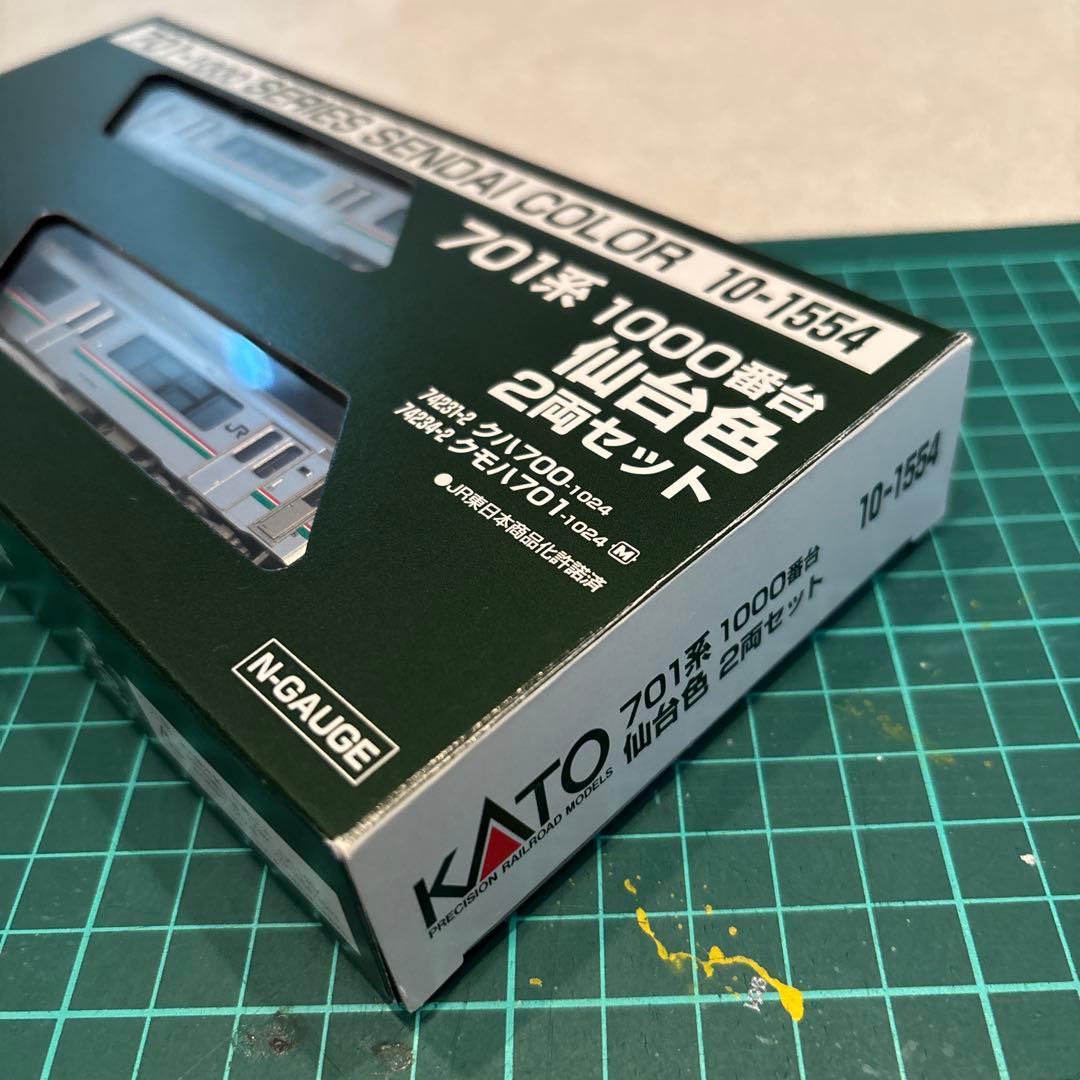 701-1000 SERIES SENDAI COLOR 10-1554
701系 1000番台
仙台色
2両セット
74231-2 クハ700-1024
74234-2 クモハ701-1024 M
●JR東日本商品化許諾済
JR
N-GAUGE
KATO
PRECISION RAILROAD MODELS
701系 1000番台
仙台色 2両セット
10-1554